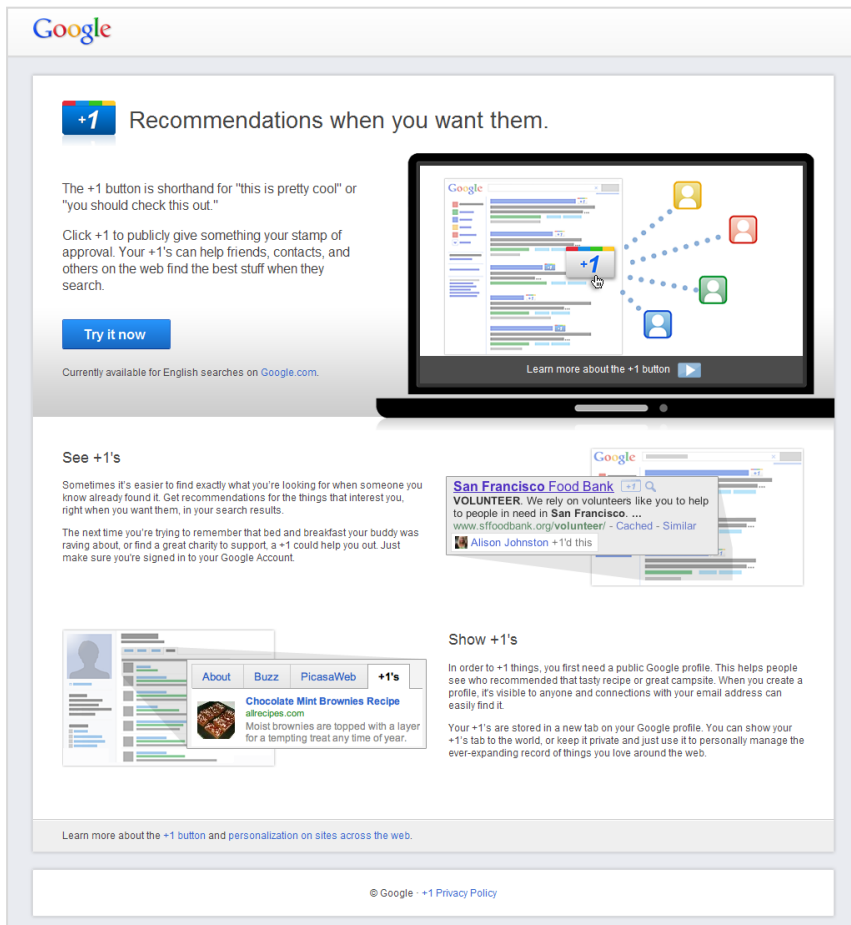 Google
+1 Recommendations when you want them.
The +1 button is shorthand for "this is pretty cool" or
"you should check this out."
Click +1 to publicly give something your stamp of
approval. Your +1's can help friends, contacts, and
others on the web find the best stuff when they
search.
Try it now
Currently available for English searches on Google.com.
Google
+1
Learn more about the +1 button
See +1's
Sometimes it's easier to find exactly what you're looking for when someone you
know already found it. Get recommendations for the things that interest you,
right when you want them, in your search results.
The next time you're trying to remember that bed and breakfast your buddy was
raving about, or find a great charity to support, a +1 could help you out. Just
make sure you're signed in to your Google Account.
Google
San Francisco Food Bank +1
VOLUNTEER. We rely on volunteers like you to help
to people in need in San Francisco. ...
www.sffoodbank.org/volunteer/ - Cached - Similar
Alison Johnston +1'd this
About Buzz PicasaWeb +1's
Chocolate Mint Brownies Recipe
allrecipes.com
Moist brownies are topped with a layer
for a tempting treat any time of year.
Show +1's
In order to +1 things, you first need a public Google profile. This helps people
see who recommended that tasty recipe or great campsite. When you create a
profile, it's visible to anyone and connections with your email address can
easily find it.
Your +1's are stored in a new tab on your Google profile. You can show your
+1's tab to the world, or keep it private and just use it to personally manage the
ever-expanding record of things you love around the web.
Learn more about the +1 button and personalization on sites across the web.
© Google · +1 Privacy Policy